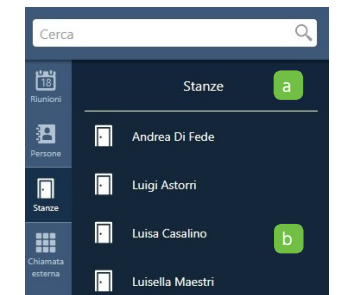 Cerca
18
Riunioni
Stanze
a
Persone
Andrea Di Fede
Stanze
Luigi Astorri
Luisa Casalino
b
Chiamata
esterna
Luisella Maestri